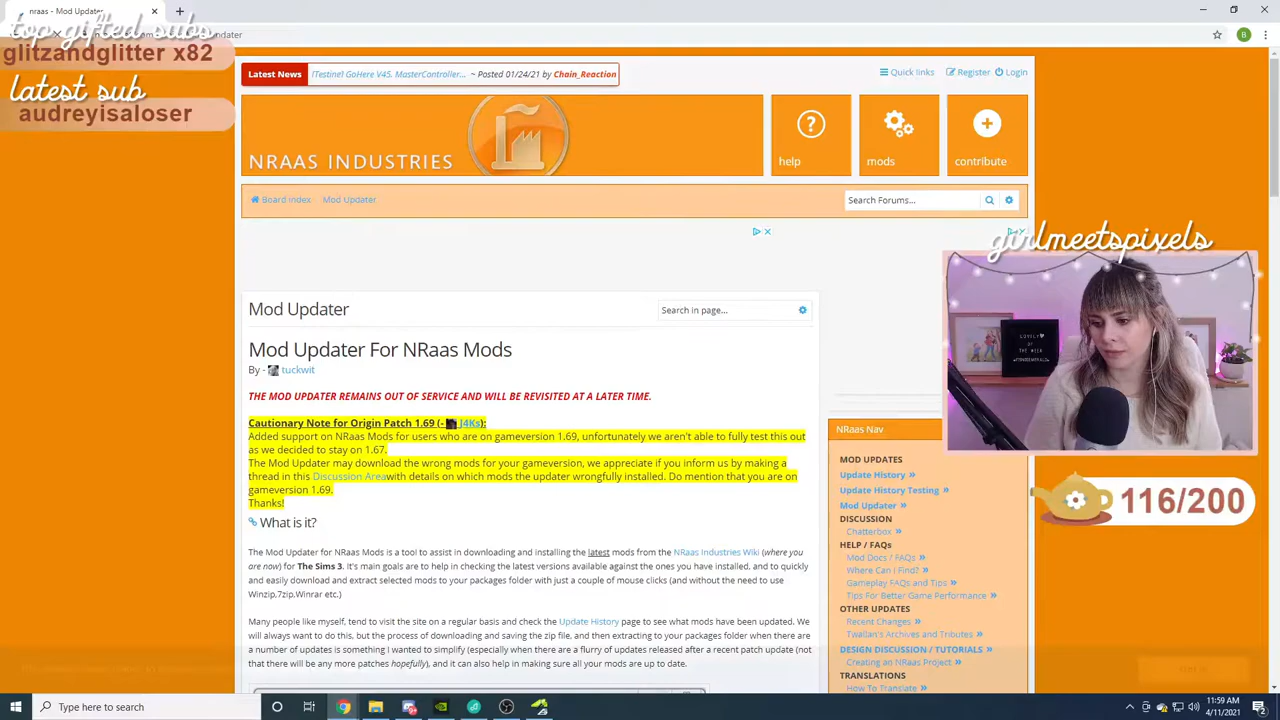 nraas - Mod Updater
top gifted subs
glitzandglitter x82
latest sub
audreyisaloser
Latest News
[Testing] GoHere V45, MasterController... ~ Posted 01/24/21 by Chain_Reaction
Quick links
Register
Login
NRAAS INDUSTRIES
help
mods
contribute
Board index
Mod Updater
Search Forums...
girlmeetspixels
Mod Updater
Search in page...
Mod Updater For NRaas Mods
By - tuckwit
THE MOD UPDATER REMAINS OUT OF SERVICE AND WILL BE REVISITED AT A LATER TIME.
Cautionary Note for Origin Patch 1.69 (- J4Ks):
Added support on NRaas Mods for users who are on gameversion 1.69, unfortunately we aren't able to fully test this out
as we decided to stay on 1.67.
The Mod Updater may download the wrong mods for your gameversion, we appreciate if you inform us by making a
thread in this Discussion Areawith details on which mods the updater wrongfully installed. Do mention that you are on
gameversion 1.69.
Thanks!
What is it?
The Mod Updater for NRaas Mods is a tool to assist in downloading and installing the latest mods from the NRaas Industries Wiki (where you
are now) for The Sims 3. It's main goals are to help in checking the latest versions available against the ones you have installed, and to quickly
and easily download and extract selected mods to your packages folder with just a couple of mouse clicks (and without the need to use
Winzip,7zip,Winrar etc.)
Many people like myself, tend to visit the site on a regular basis and check the Update History page to see what mods have been updated. We
will always want to do this, but the process of downloading and saving the zip file, and then extracting to your packages folder when there are
a number of updates is something I wanted to simplify (especially when there are a flurry of updates released after a recent patch update (not
that there will be any more patches hopefully), and it can also help in making sure all your mods are up to date.
NRaas Nav
MOD UPDATES
Update History »
Update History Testing »
Mod Updater »
DISCUSSION
Chatterbox »
HELP / FAQs
Mod Docs / FAQs »
Where Can I Find? »
Gameplay FAQs and Tips »
Tips For Better Game Performance »
OTHER UPDATES
Recent Changes »
Twallan's Archives and Tributes »
DESIGN DISCUSSION / TUTORIALS »
Creating an NRaas Project »
TRANSLATIONS
How To Translate »
116/200
Type here to search
11:59 AM
4/11/2021